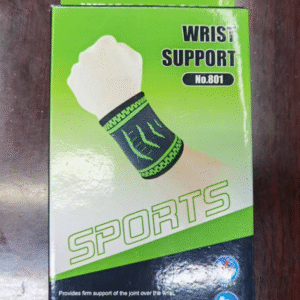 WRIST
SUPPORT
No.801
SPORTS
Provides firm support of the joint over the wrist